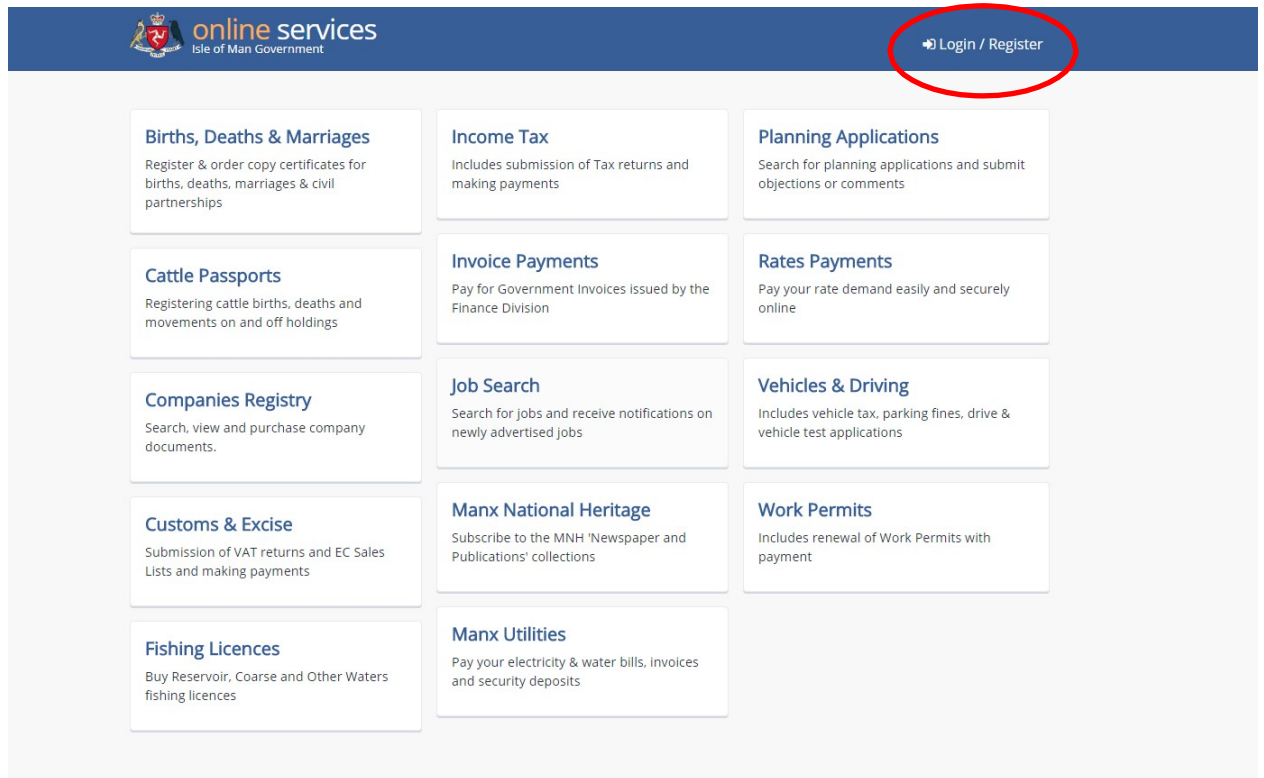 online services
Isle of Man Government
Login / Register
Births, Deaths & Marriages
Register & order copy certificates for
births, deaths, marriages & civil
partnerships
Cattle Passports
Registering cattle births, deaths and
movements on and off holdings
Companies Registry
Search, view and purchase company
documents.
Customs & Excise
Submission of VAT returns and EC Sales
Lists and making payments
Fishing Licences
Buy Reservoir, Coarse and Other Waters
fishing licences
Income Tax
Includes submission of Tax returns and
making payments
Invoice Payments
Pay for Government Invoices issued by the
Finance Division
Job Search
Search for jobs and receive notifications on
newly advertised jobs
Manx National Heritage
Subscribe to the MNH 'Newspaper and
Publications' collections
Manx Utilities
Pay your electricity & water bills, invoices
and security deposits
Planning Applications
Search for planning applications and submit
objections or comments
Rates Payments
Pay your rate demand easily and securely
online
Vehicles & Driving
Includes vehicle tax, parking fines, drive &
vehicle test applications
Work Permits
Includes renewal of Work Permits with
payment